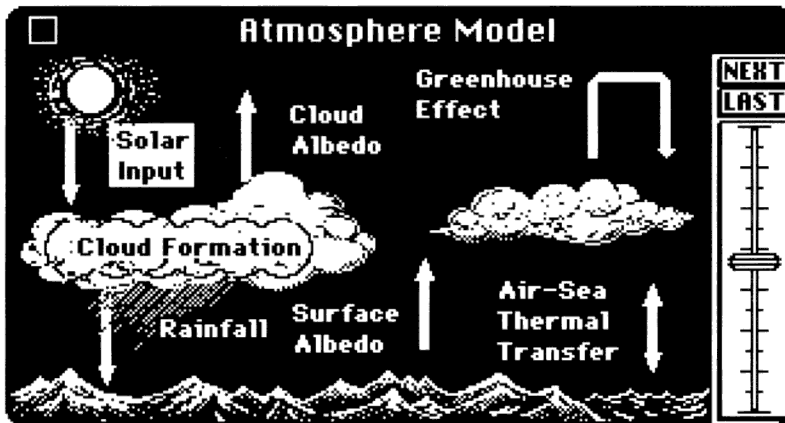 Atmosphere Model
NEXT
LAST
Greenhouse
Effect
Cloud
Albedo
Solar
Input
Cloud Formation
Rainfall
Surface
Albedo
Air-Sea
Thermal
Transfer